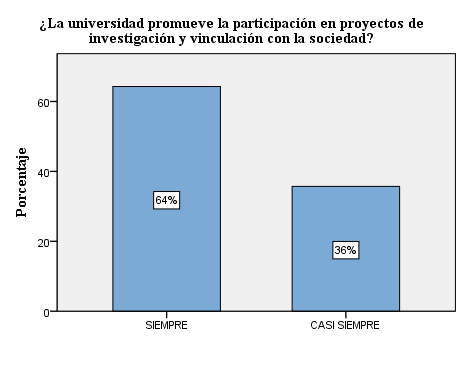 ¿La universidad promueve la participación en proyectos de
investigación y vinculación con la sociedad?
Porcentaje
60
40
20
0
64%
36%
SIEMPRE
CASI SIEMPRE